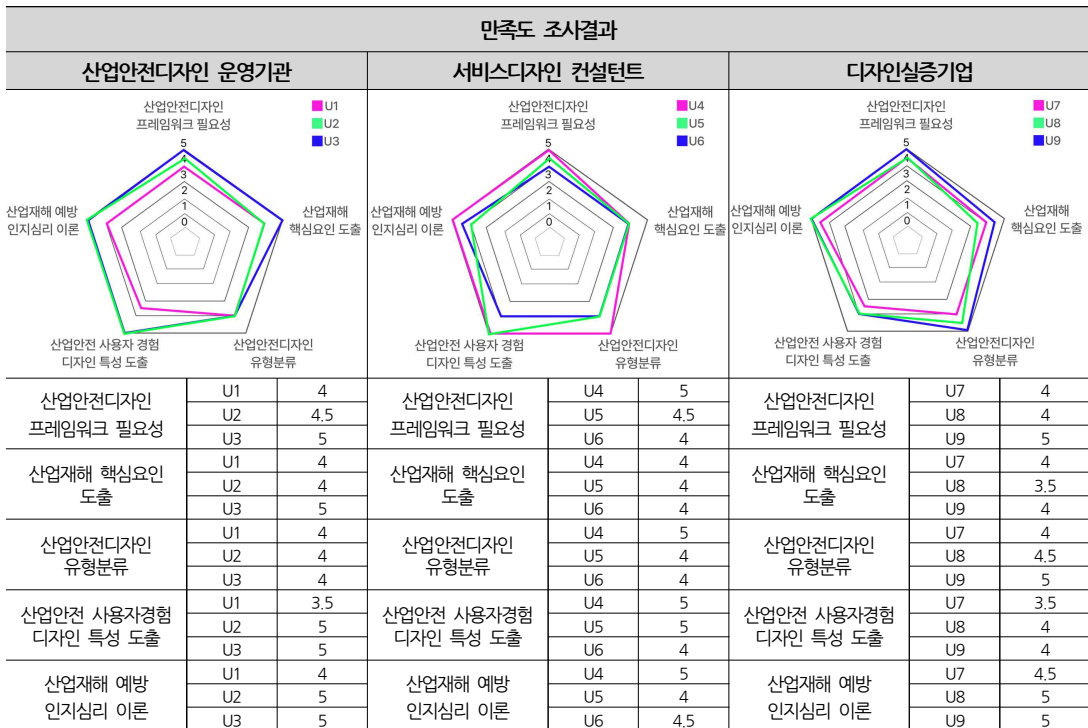 만족도 조사결과
산업안전디자인 운영기관
서비스디자인 컨설턴트
디자인실증기업
산업안전디자인
프레임워크 필요성
U1
U2
U3
5
4
3
2
1
0
산업재해 예방
인지심리 이론
산업재해
핵심요인 도출
산업안전 사용자 경험
디자인 특성 도출
산업안전디자인
유형분류
산업안전디자인
프레임워크 필요성
U4
U5
U6
5
4
3
2
1
0
산업재해 예방
인지심리 이론
산업재해
핵심요인 도출
산업안전 사용자 경험
디자인 특성 도출
산업안전디자인
유형분류
산업안전디자인
프레임워크 필요성
U7
U8
U9
5
4
3
2
1
0
산업재해 예방
인지심리 이론
산업재해
핵심요인 도출
산업안전 사용자 경험
디자인 특성 도출
산업안전디자인
유형분류
산업안전디자인
프레임워크 필요성
U1 4
U2 4.5
U3 5
산업안전디자인
프레임워크 필요성
U4 5
U5 4.5
U6 4
산업안전디자인
프레임워크 필요성
U7 4
U8 4
U9 5
산업재해 핵심요인
도출
U1 4
U2 4
U3 5
산업재해 핵심요인
도출
U4 4
U5 4
U6 4
산업재해 핵심요인
도출
U7 4
U8 3.5
U9 4
산업안전디자인
유형분류
U1 4
U2 4
U3 4
산업안전디자인
유형분류
U4 5
U5 4
U6 4
산업안전디자인
유형분류
U7 4
U8 4.5
U9 5
산업안전 사용자경험
디자인 특성 도출
U1 3.5
U2 5
U3 5
산업안전 사용자경험
디자인 특성 도출
U4 5
U5 5
U6 4
산업안전 사용자경험
디자인 특성 도출
U7 3.5
U8 4
U9 4
산업재해 예방
인지심리 이론
U1 4
U2 5
U3 5
산업재해 예방
인지심리 이론
U4 5
U5 4
U6 4.5
산업재해 예방
인지심리 이론
U7 4.5
U8 5
U9 5